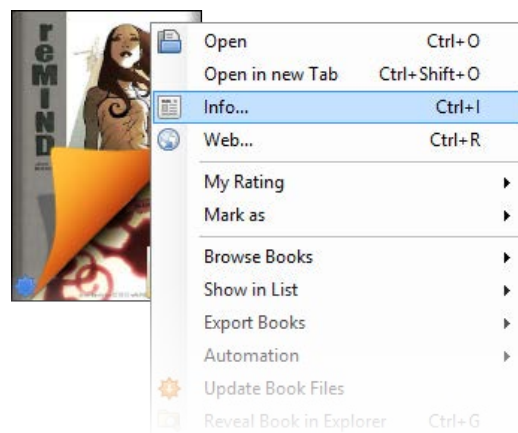 reMIND
Open Ctrl+O
Open in new Tab Ctrl+Shift+O
Info... Ctrl+I
Web... Ctrl+R
My Rating
Mark as
Browse Books
Show in List
Export Books
Automation
Update Book Files
Reveal Book in Explorer Ctrl+G